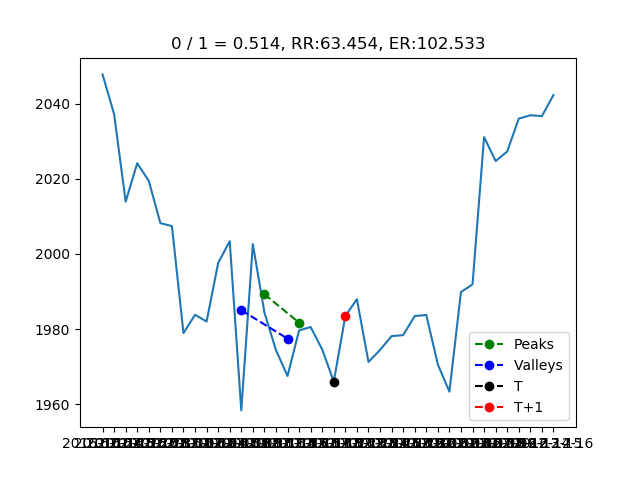 0 / 1 = 0.514, RR:63.454, ER:102.533
2040
2020
2000
1980
1960
Peaks
Valleys
T
T+1